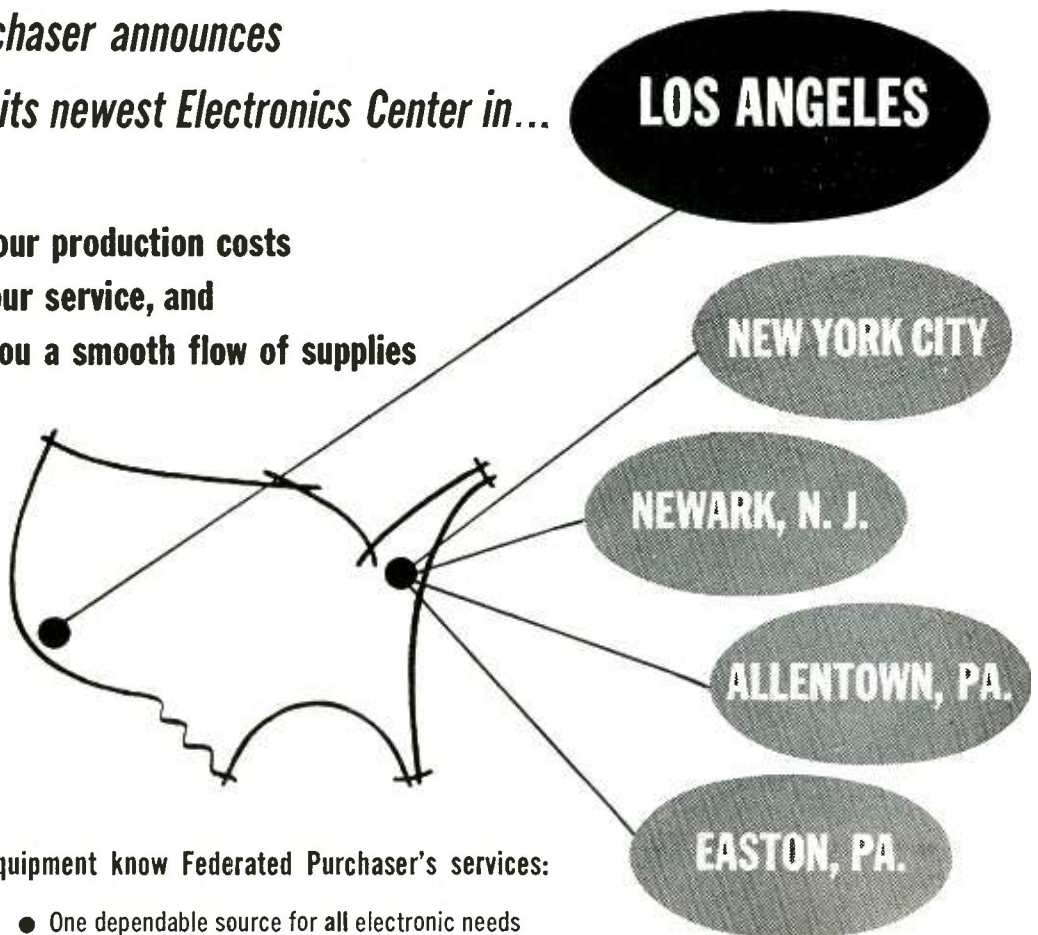 chaser announces
its newest Electronics Center in...
LOS ANGELES
our production costs
our service, and
ou a smooth flow of supplies
NEW YORK CITY
NEWARK, N. J.
ALLENTOWN, PA.
EASTON, PA.
quipment know Federated Purchaser's services:
● One dependable source for all electronic needs